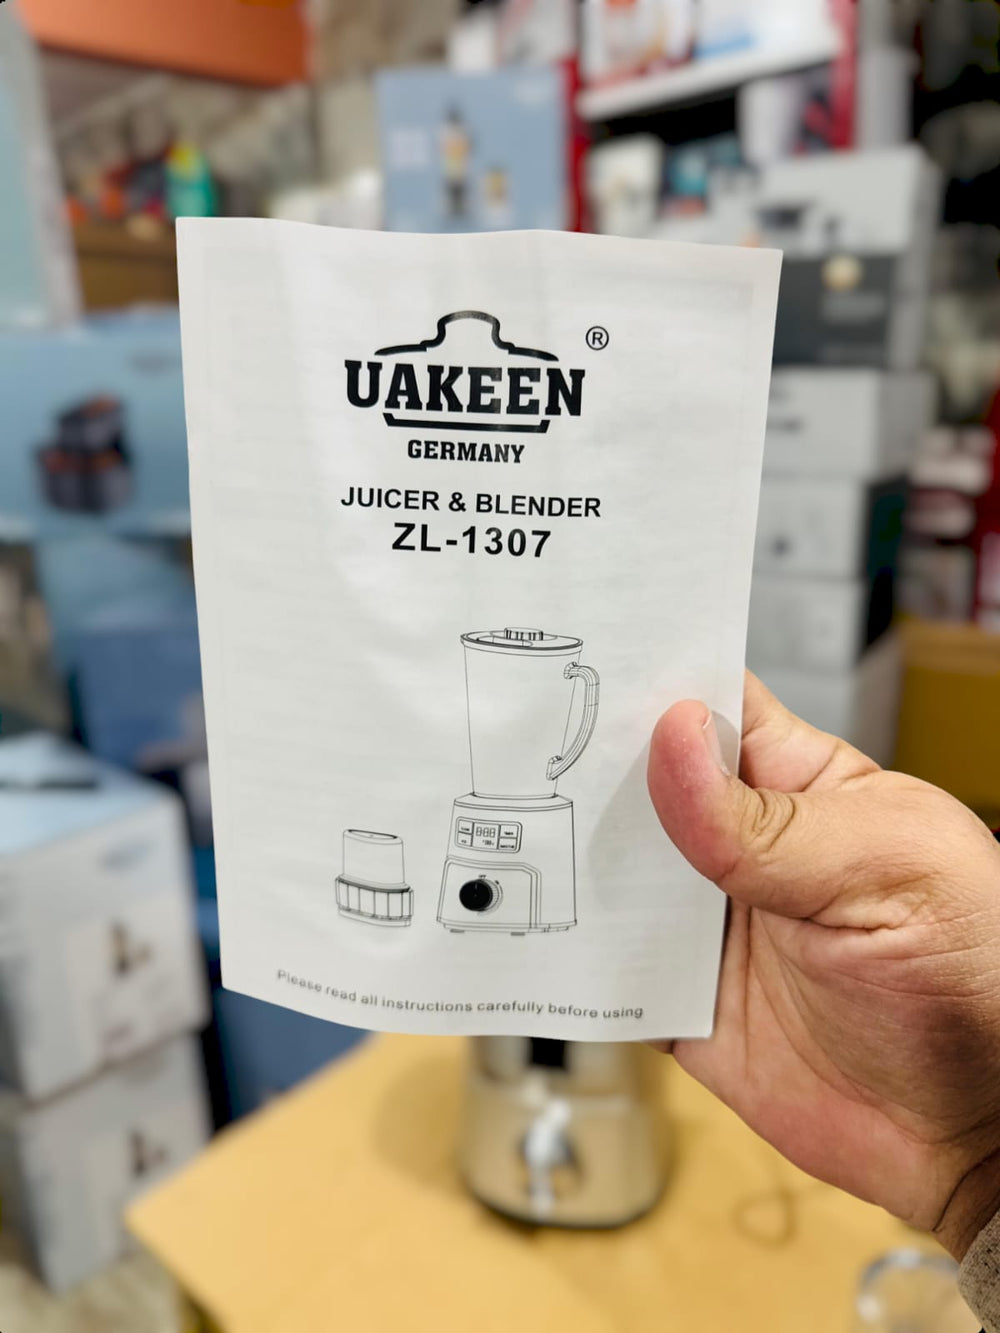 ®
UAKEEN
GERMANY
JUICER & BLENDER
ZL-1307
Please read all instructions carefully before using